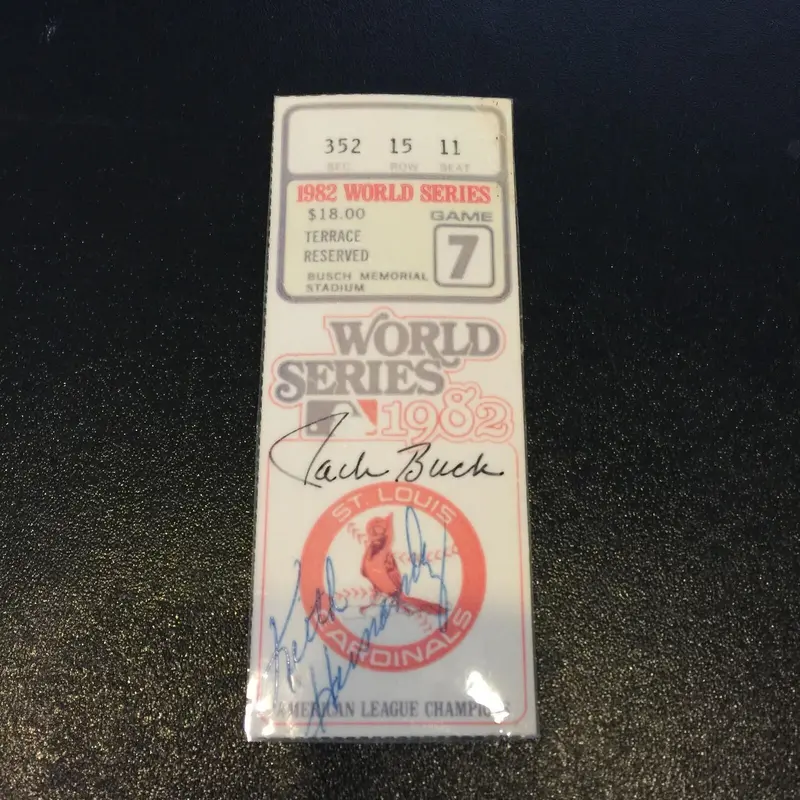 352 15 11
SEC. ROW SEAT
1982 WORLD SERIES
$18.00 GAME
TERRACE
RESERVED
7
BUSCH MEMORIAL
STADIUM
WORLD
SERIES
1982
Jack Buck
ST. LOUIS
CARDINALS
Keith
Hernandez
AMERICAN LEAGUE CHAMPIONS